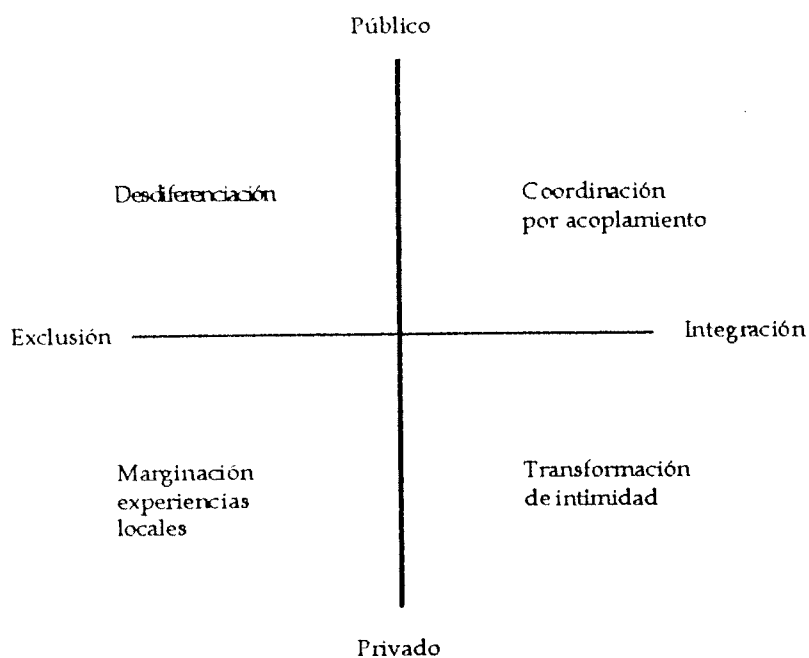 Público
Desdiferenciación
Coordinación
por acoplamiento
Exclusión
Integración
Marginación
experiencias
locales
Transformación
de intimidad
Privado